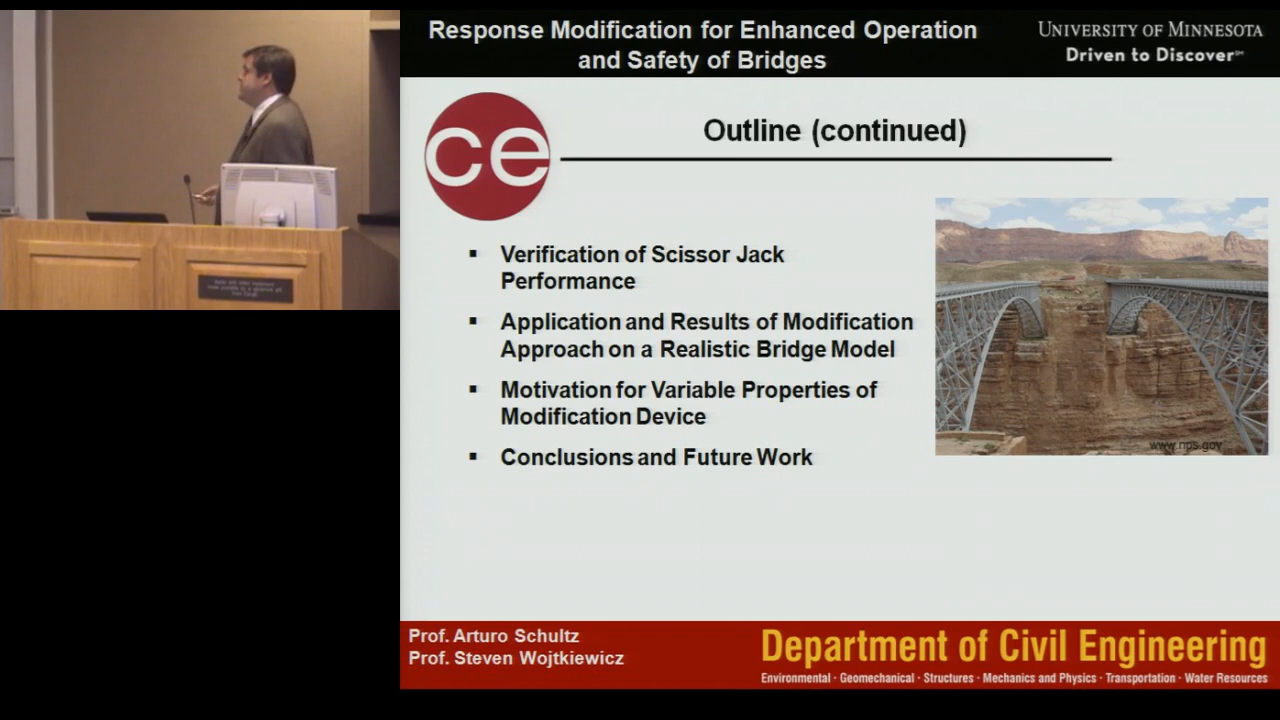 Response Modification for Enhanced Operation
and Safety of Bridges
UNIVERSITY OF MINNESOTA
Driven to Discover℠
ce
Outline (continued)
▪ Verification of Scissor Jack
Performance
▪ Application and Results of Modification
Approach on a Realistic Bridge Model
▪ Motivation for Variable Properties of
Modification Device
▪ Conclusions and Future Work
www.nps.gov
Prof. Arturo Schultz
Prof. Steven Wojtkiewicz
Department of Civil Engineering
Environmental · Geomechanical · Structures · Mechanics and Physics · Transportation · Water Resources